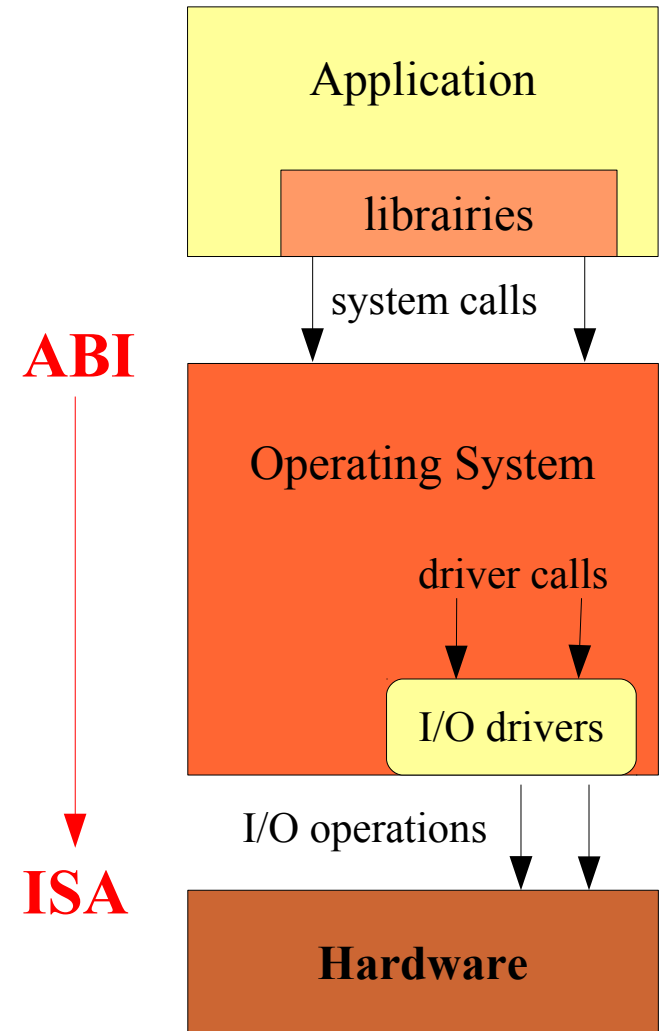 Application
librairies
system calls
ABI
Operating System
driver calls
I/O drivers
I/O operations
ISA
Hardware